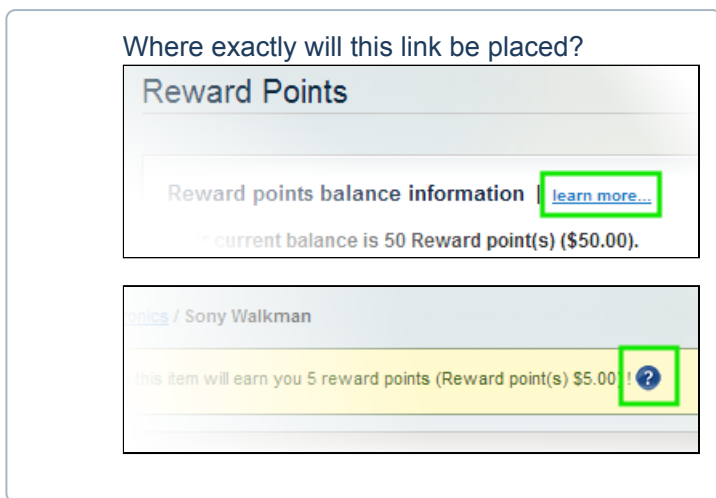 Where exactly will this link be placed?
Reward Points
Reward points balance information | learn more...
current balance is 50 Reward point(s) ($50.00).
onics / Sony Walkman
this item will earn you 5 reward points (Reward point(s) $5.00) ! ?